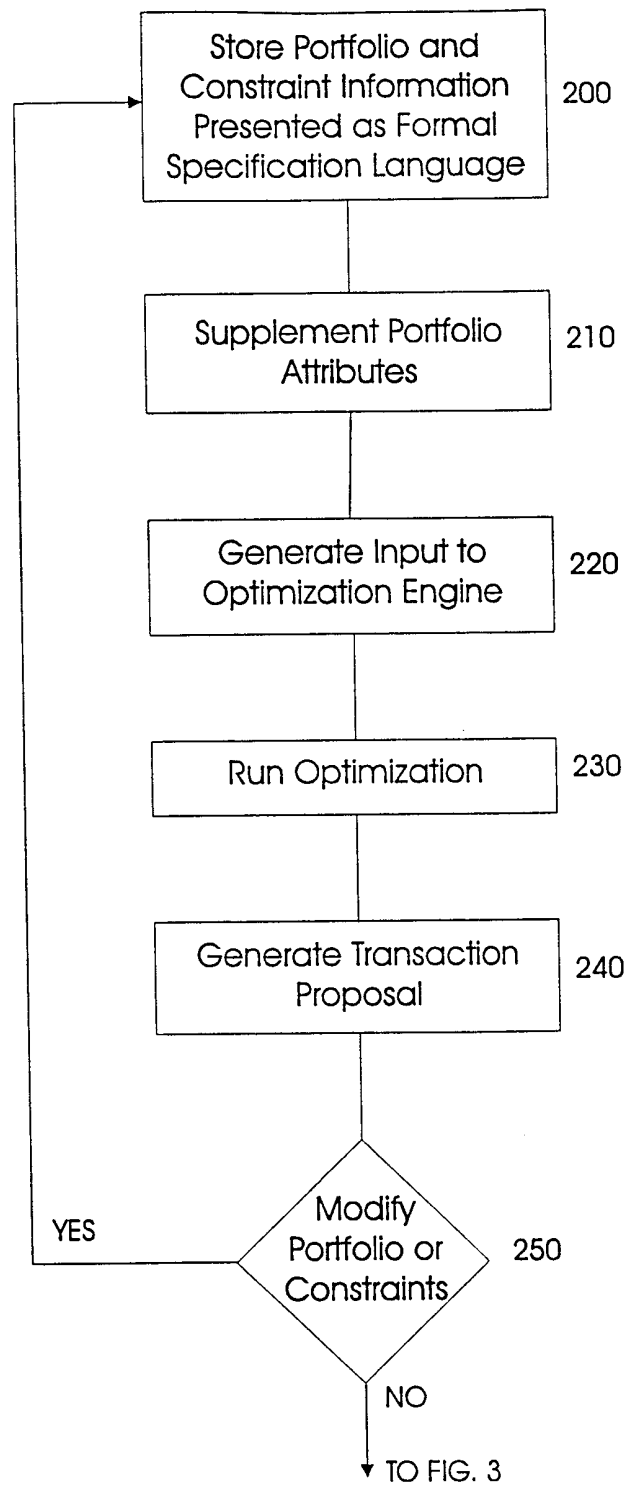 Store Portfolio and
Constraint Information
Presented as Formal
Specification Language
200
Supplement Portfolio
Attributes
210
Generate Input to
Optimization Engine
220
Run Optimization
230
Generate Transaction
Proposal
240
Modify
Portfolio or
Constraints
250
YES
NO
TO FIG. 3